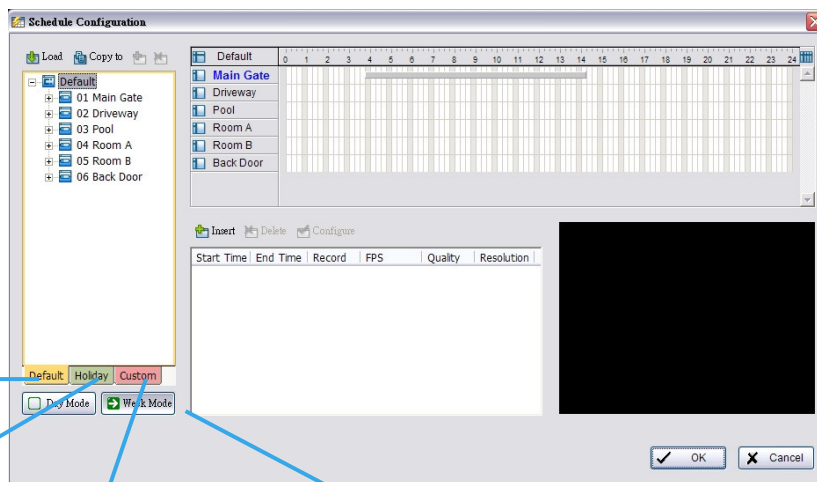 Schedule Configuration
Load Copy to
Default
01 Main Gate
02 Driveway
03 Pool
04 Room A
05 Room B
06 Back Door
Default Holiday Custom
Day Mode Week Mode
Default 0 1 2 3 4 5 6 7 8 9 10 11 12 13 14 15 16 17 18 19 20 21 22 23 24
Main Gate
Driveway
Pool
Room A
Room B
Back Door
Insert Delete Configure
Start Time End Time Record FPS Quality Resolution
OK Cancel